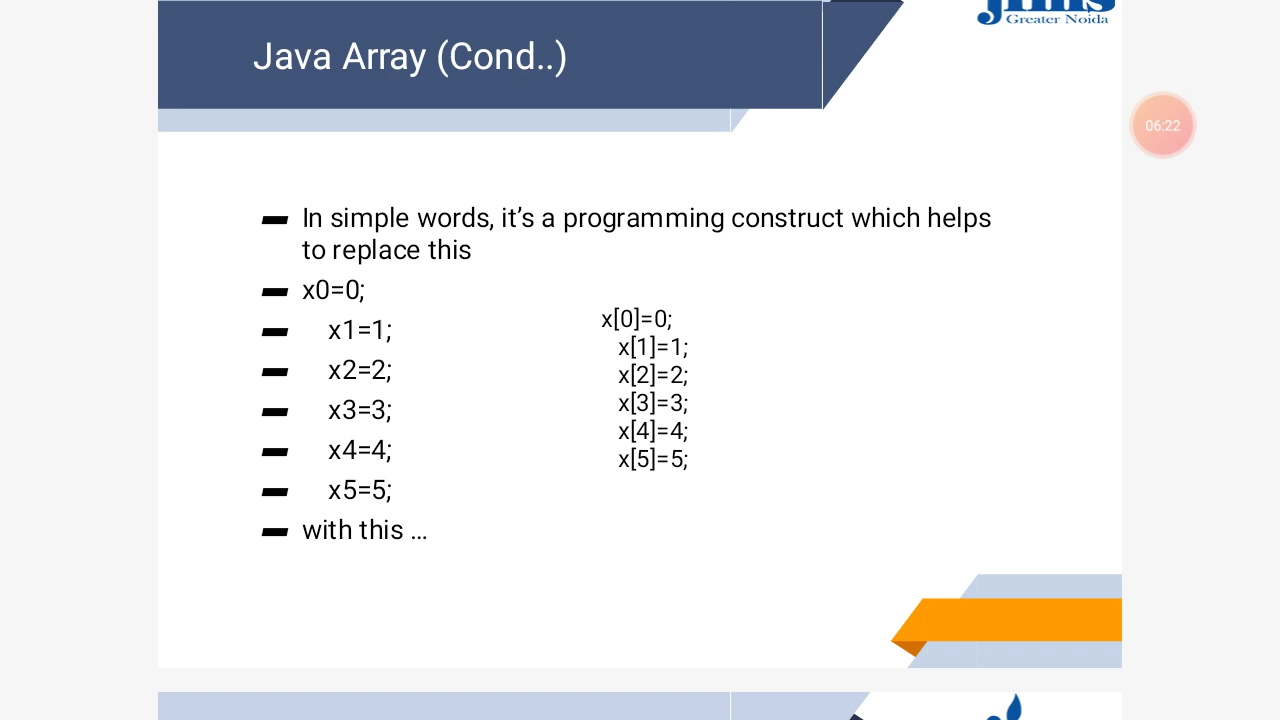 Greater Noida
Java Array (Cond..)
06:22
In simple words, it’s a programming construct which helps
to replace this
x0=0;
x1=1;
x2=2;
x3=3;
x4=4;
x5=5;
with this ...
x[0]=0;
x[1]=1;
x[2]=2;
x[3]=3;
x[4]=4;
x[5]=5;